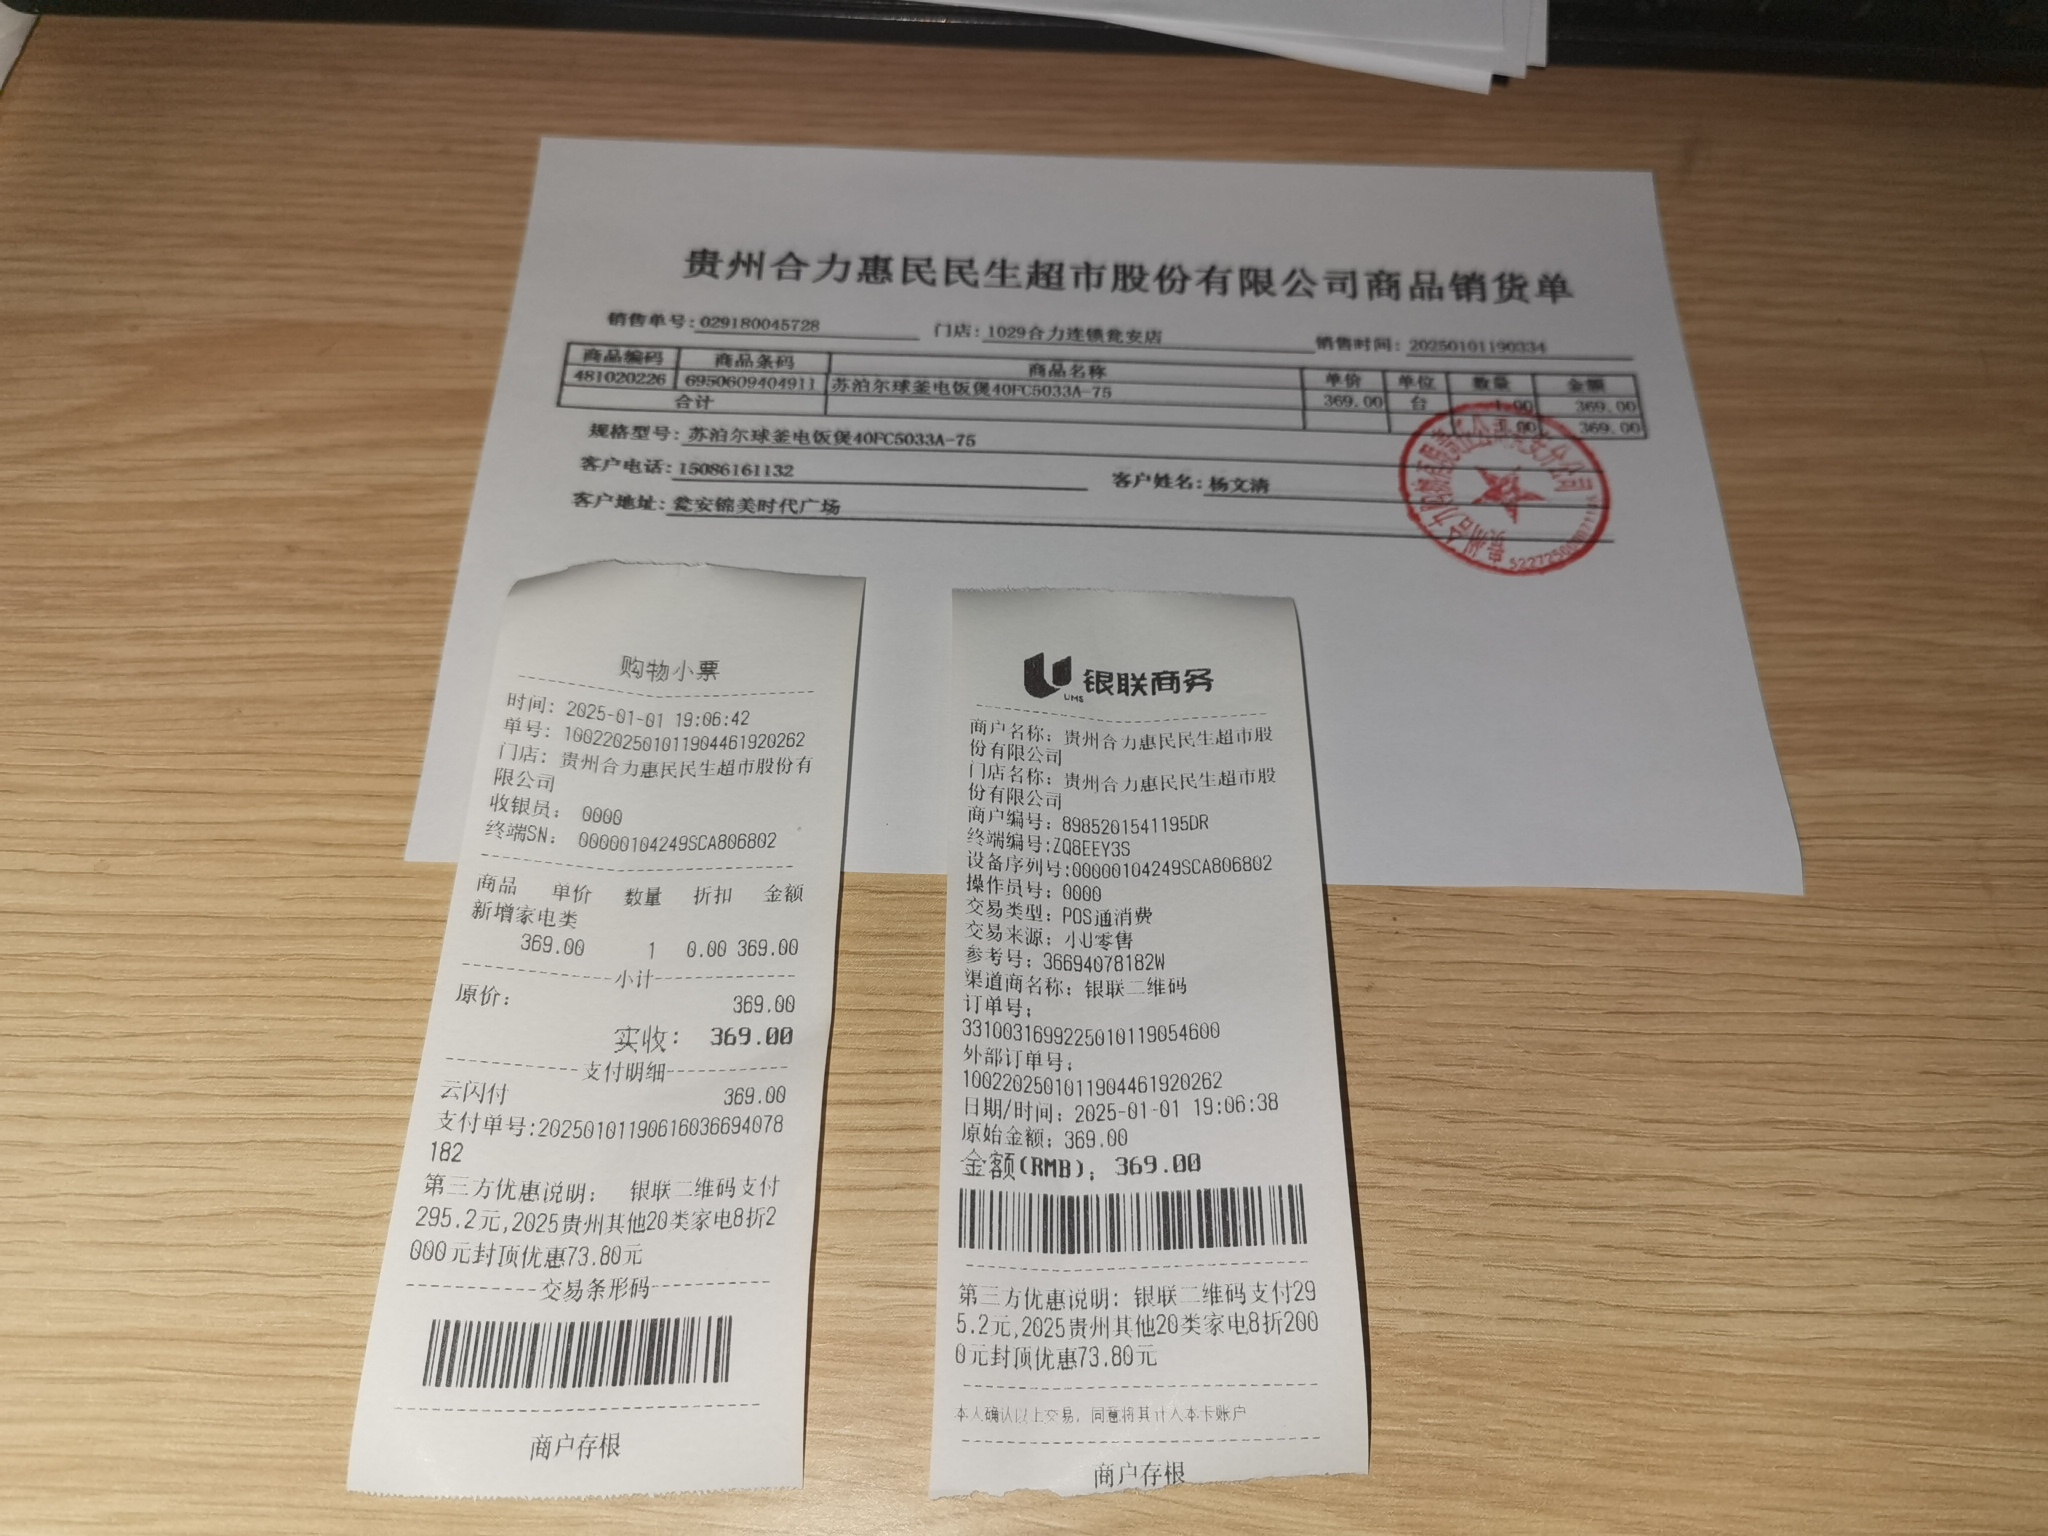 贵州合力惠民民生超市股份有限公司商品销货单
销售单号:029180045728 门店:1029合力连锁瓮安店 销售时间:20250101190334
商品编码 商品条码 商品名称 单价 单位 数量 金额
481020226 6950609404911 苏泊尔球釜电饭煲40FC5033A-75 369.00 台 1.00 369.00
合计 1.00 369.00
规格型号:苏泊尔球釜电饭煲40FC5033A-75
客户电话:15086161132 客户姓名:杨文清
客户地址:瓮安锦美时代广场
购物小票
时间: 2025-01-01 19:06:42
单号: 1002202501011904461920262
门店: 贵州合力惠民民生超市股份有
限公司
收银员: 0000
终端SN: 00000104249SCA806802
商品 单价 数量 折扣 金额
新增家电类
369.00 1 0.00 369.00
小计
原价: 369.00
实收: 369.00
支付明细
云闪付 369.00
支付单号:20250101190616036694078
182
第三方优惠说明: 银联二维码支付
295.2元,2025贵州其他20类家电8折2
000元封顶优惠73.80元
交易条形码
商户存根
UMS 银联商务
商户名称: 贵州合力惠民民生超市股
份有限公司
门店名称: 贵州合力惠民民生超市股
份有限公司
商户编号: 8985201541195DR
终端编号:ZQ8EEY3S
设备序列号:00000104249SCA806802
操作员号: 0000
交易类型: POS通消费
交易来源: 小U零售
参考号: 36694078182W
渠道商名称: 银联二维码
订单号:
3310031699225010119054600
外部订单号:
1002202501011904461920262
日期/时间: 2025-01-01 19:06:38
原始金额: 369.00
金额(RMB): 369.00
第三方优惠说明: 银联二维码支付29
5.2元,2025贵州其他20类家电8折200
0元封顶优惠73.80元
本人确认以上交易, 同意将其计入本卡账户
商户存根